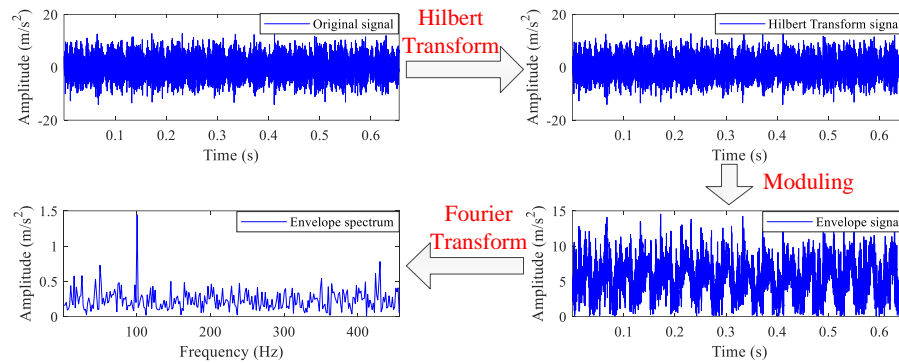 Original signal
Amplitude (m/s²)
20
0
-20
0.1 0.2 0.3 0.4 0.5 0.6
Time (s)
Hilbert
Transform
Hilbert Transform signa
Amplitude (m/s²)
20
0
-20
0.1 0.2 0.3 0.4 0.5 0.6
Time (s)
Moduling
Envelope spectrum
Amplitude (m/s²)
1.5
1
0.5
0
100 200 300 400
Frequency (Hz)
Fourier
Transform
Envelope signa
Amplitude (m/s²)
15
10
5
0
0.1 0.2 0.3 0.4 0.5 0.6
Time (s)